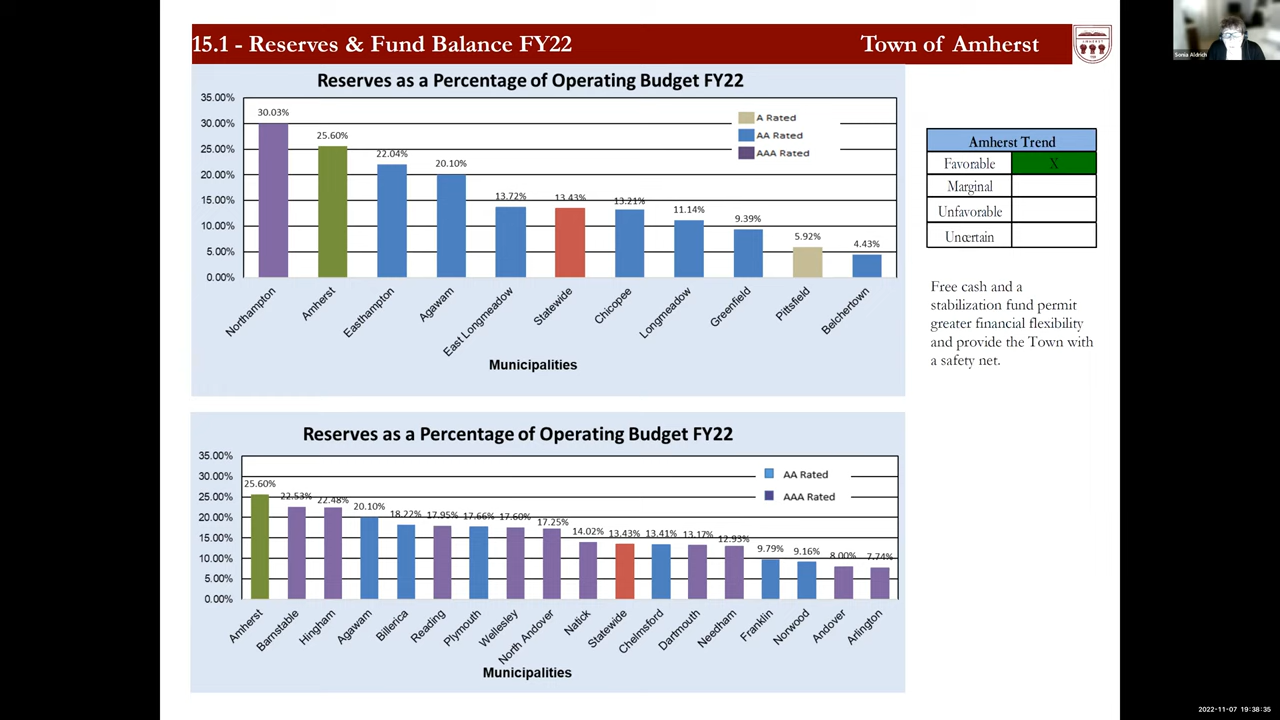 15.1 - Reserves & Fund Balance FY22
Town of Amherst
Sonia Aldrich
Reserves as a Percentage of Operating Budget FY22
35.00%
30.00%
25.00%
20.00%
15.00%
10.00%
5.00%
0.00%
30.03%
25.60%
22.04%
20.10%
13.72%
13.43%
13.21%
11.14%
9.39%
5.92%
4.43%
A Rated
AA Rated
AAA Rated
Northampton
Amherst
Easthampton
Agawam
East Longmeadow
Statewide
Chicopee
Longmeadow
Greenfield
Pittsfield
Belchertown
Municipalities
Amherst Trend
Favorable X
Marginal
Unfavorable
Uncertain
Free cash and a
stabilization fund permit
greater financial flexibility
and provide the Town with
a safety net.
Reserves as a Percentage of Operating Budget FY22
35.00%
30.00%
25.00%
20.00%
15.00%
10.00%
5.00%
0.00%
25.60%
22.53%
22.48%
20.10%
18.22%
17.95%
17.66%
17.60%
17.25%
14.02%
13.43%
13.41%
13.17%
12.93%
9.79%
9.16%
8.00%
7.74%
AA Rated
AAA Rated
Amherst
Barnstable
Hingham
Agawam
Billerica
Reading
Plymouth
Wellesley
North Andover
Natick
Statewide
Chelmsford
Dartmouth
Needham
Franklin
Norwood
Andover
Arlington
Municipalities
2022-11-07 19:38:35